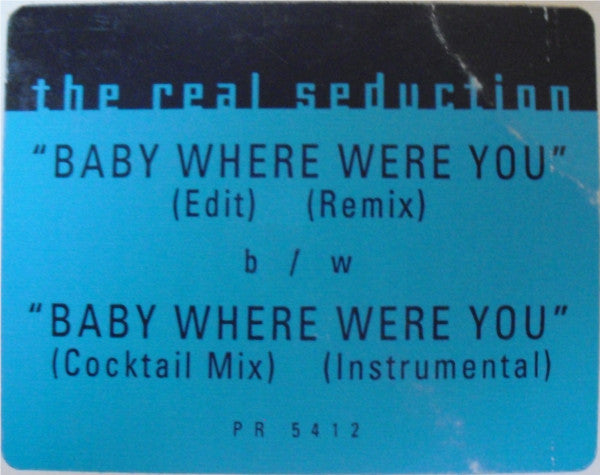 the real seduction
"BABY WHERE WERE YOU"
(Edit) (Remix)
b / w
"BABY WHERE WERE YOU"
(Cocktail Mix) (Instrumental)
PR 5412